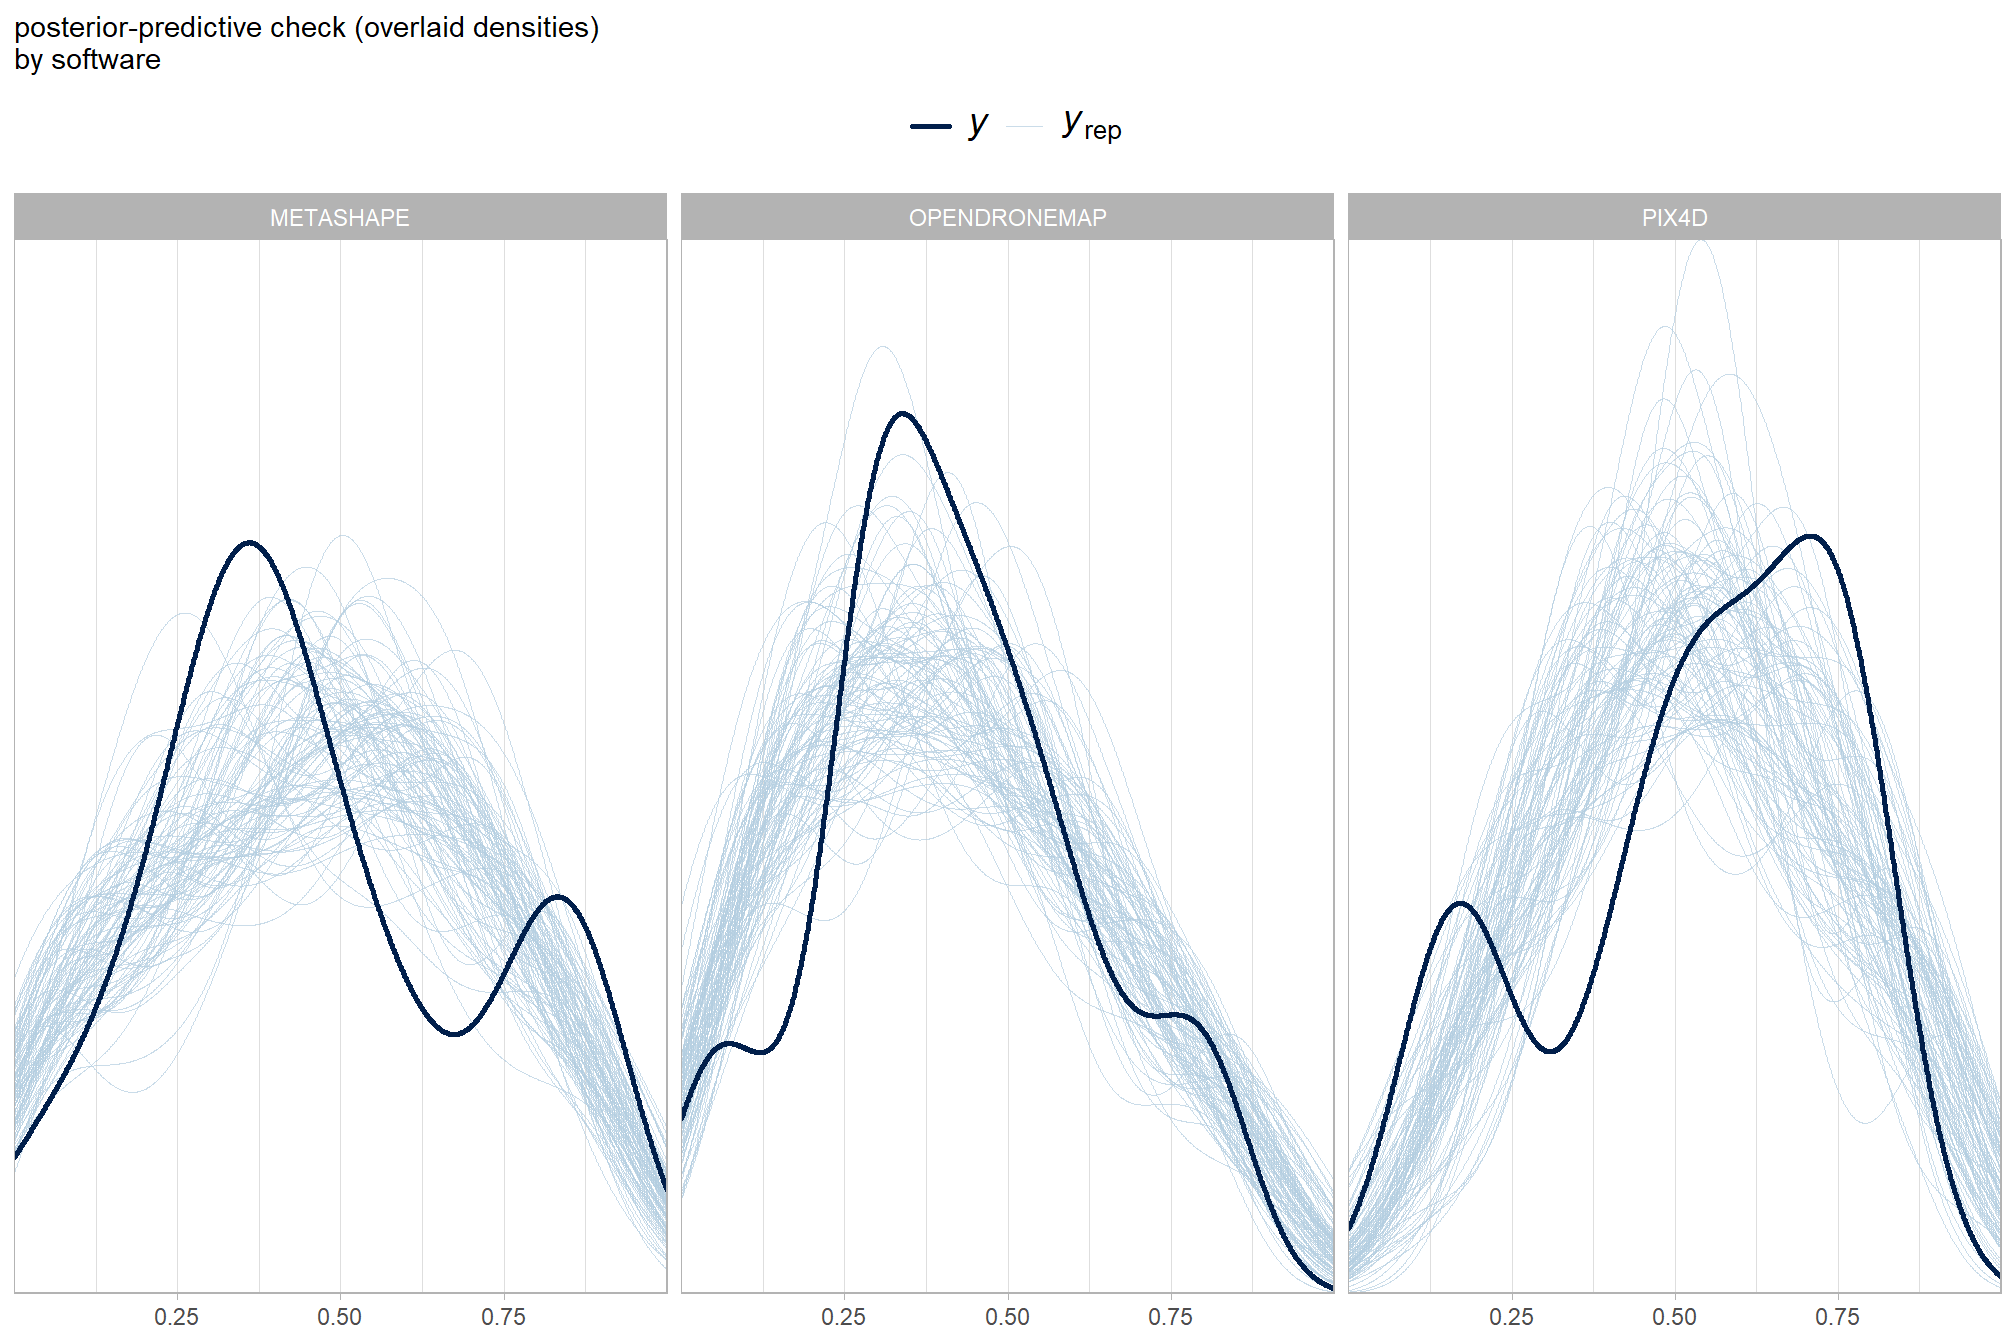 posterior-predictive check (overlaid densities)
by software
y y rep
METASHAPE OPENDRONEMAP PIX4D
0.25 0.50 0.75 0.25 0.50 0.75 0.25 0.50 0.75